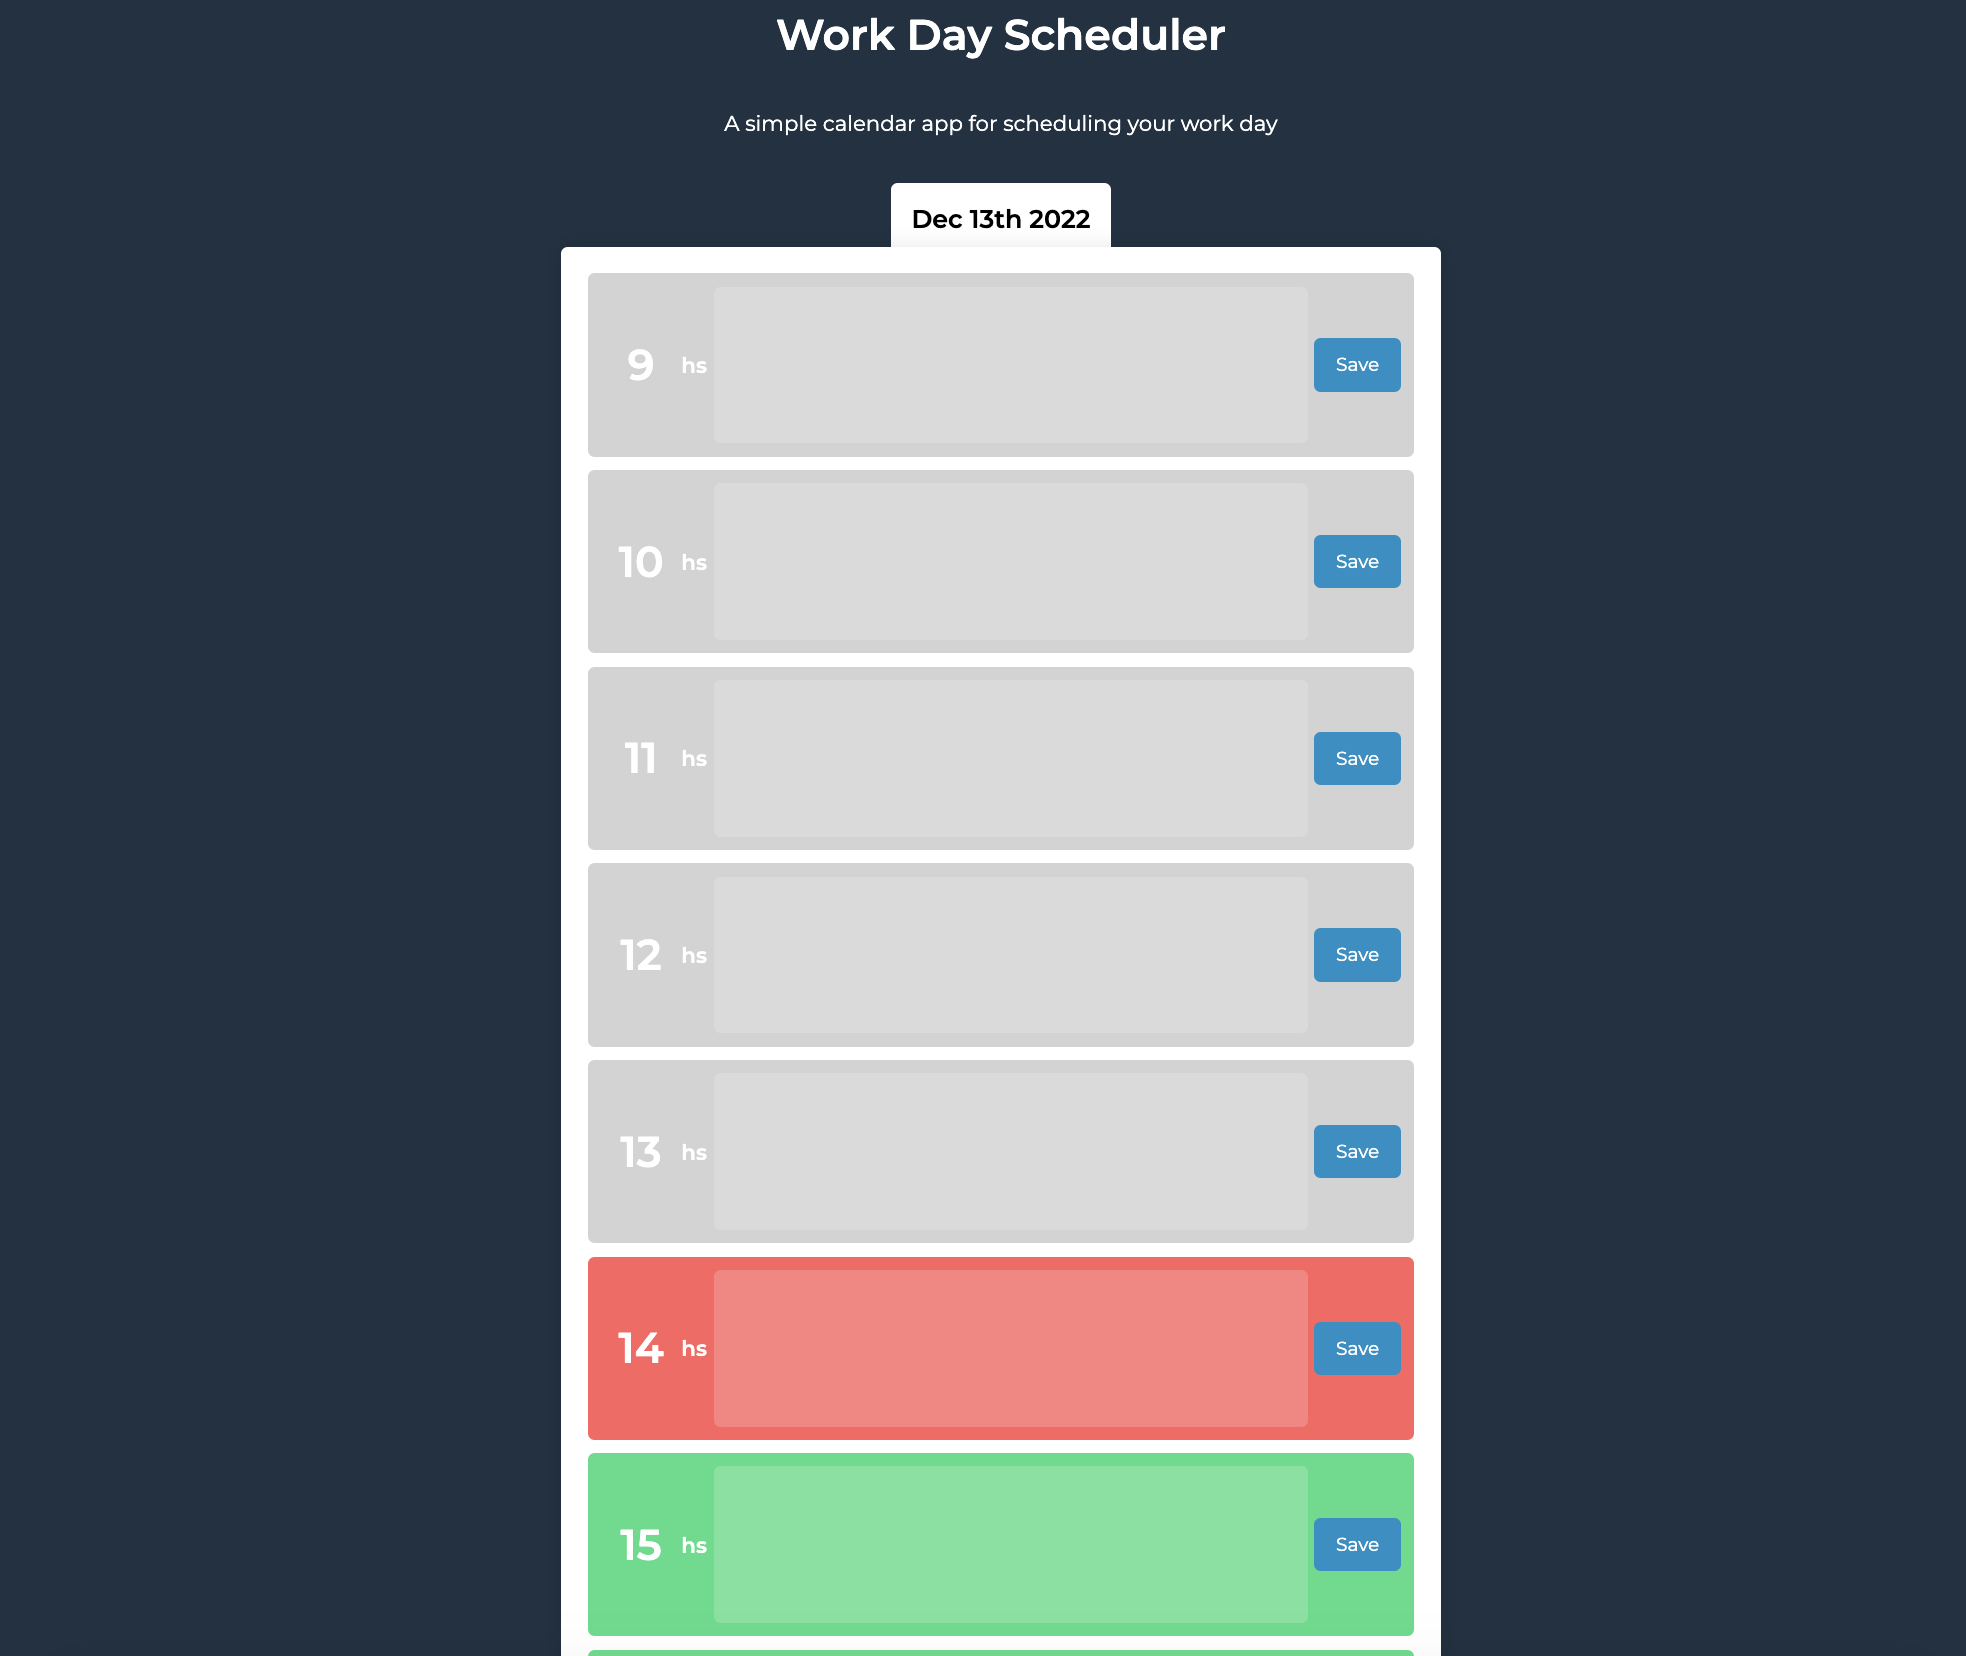 Work Day Scheduler
A simple calendar app for scheduling your work day
Dec 13th 2022
9 hs Save
10 hs Save
11 hs Save
12 hs Save
13 hs Save
14 hs Save
15 hs Save